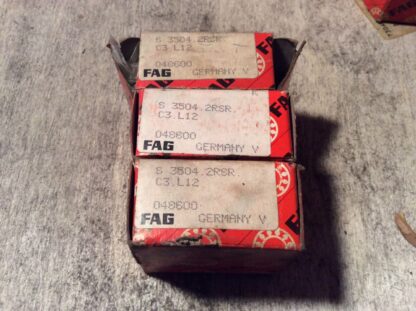 S 3504.2RSR.
C3.L12
048600
FAG GERMANY V
S 3504.2RSR.
C3.L12
048600
FAG GERMANY V
FAG
S 3504.2RSR.
C3.L12
048600
FAG GERMANY V